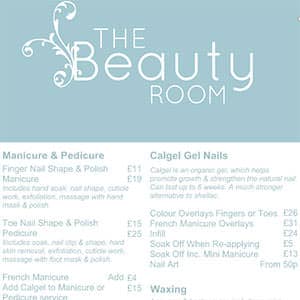 THE
Beauty
ROOM
Manicure & Pedicure
Finger Nail Shape & Polish £11
Manicure £19
Includes hand soak, nail shape, cuticle
work, exfoliation, massage with hand
mask & polish.
Toe Nail Shape & Polish £15
Pedicure £25
Includes soak, nail clip & shape, hard
skin removal, exfoliation, cuticle work,
massage with foot mask & polish.
French Manicure Add £4
Add Calgel to Manicure or £15
Pedicure service
Calgel Gel Nails
Calgel is an organic gel, which helps
promote growth & strengthen the natural nail.
Can last up to 6 weeks. A much stronger
alternative to shellac.
Colour Overlays Fingers or Toes £26
French Manicure Overlays £31
Infill £24
Soak Off When Re-applying £5
Soak Off Inc. Mini Manicure £13
Nail Art From 50p
Waxing